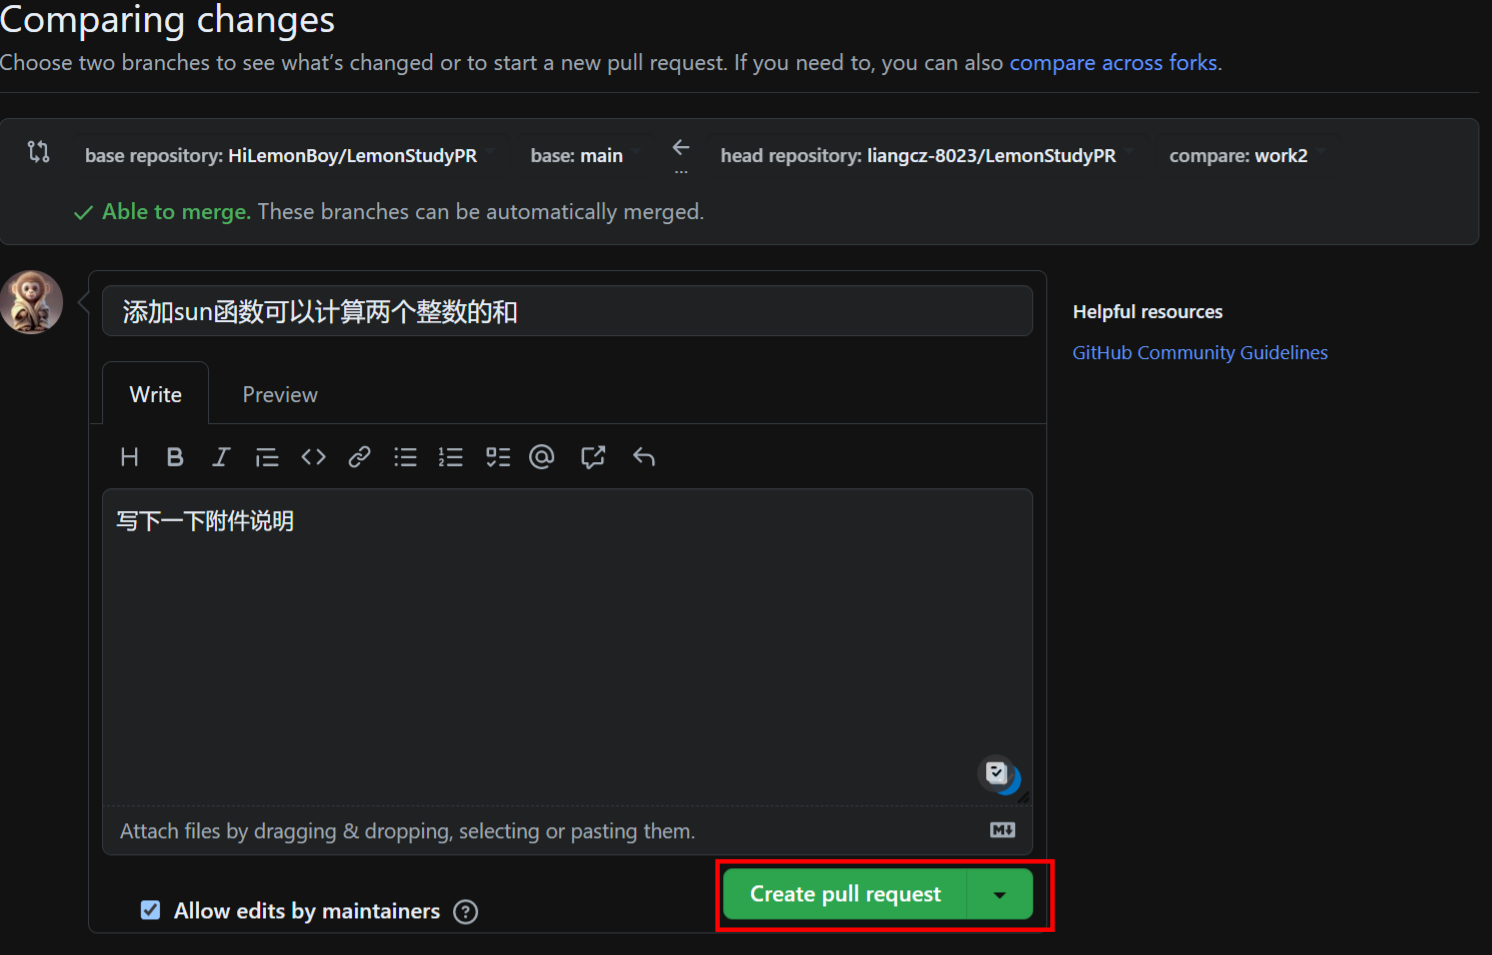 Comparing changes
Choose two branches to see what's changed or to start a new pull request. If you need to, you can also compare across forks.
base repository: HiLemonBoy/LemonStudyPR base: main ← ... head repository: liangcz-8023/LemonStudyPR compare: work2
✓ Able to merge. These branches can be automatically merged.
添加sun函数可以计算两个整数的和
Helpful resources
GitHub Community Guidelines
Write Preview
写下一下附件说明
Attach files by dragging & dropping, selecting or pasting them.
Allow edits by maintainers
Create pull request